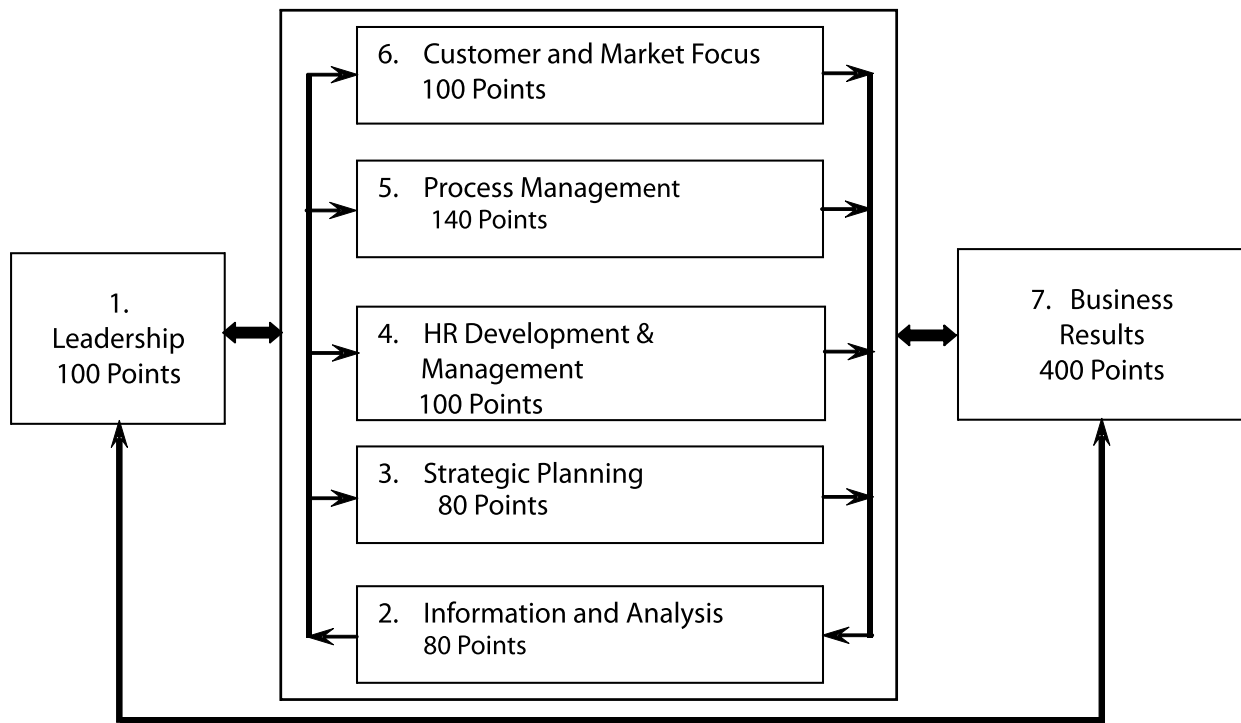 6. Customer and Market Focus
100 Points
5. Process Management
140 Points
1.
Leadership
100 Points
4. HR Development &
Management
100 Points
7. Business
Results
400 Points
3. Strategic Planning
80 Points
2. Information and Analysis
80 Points